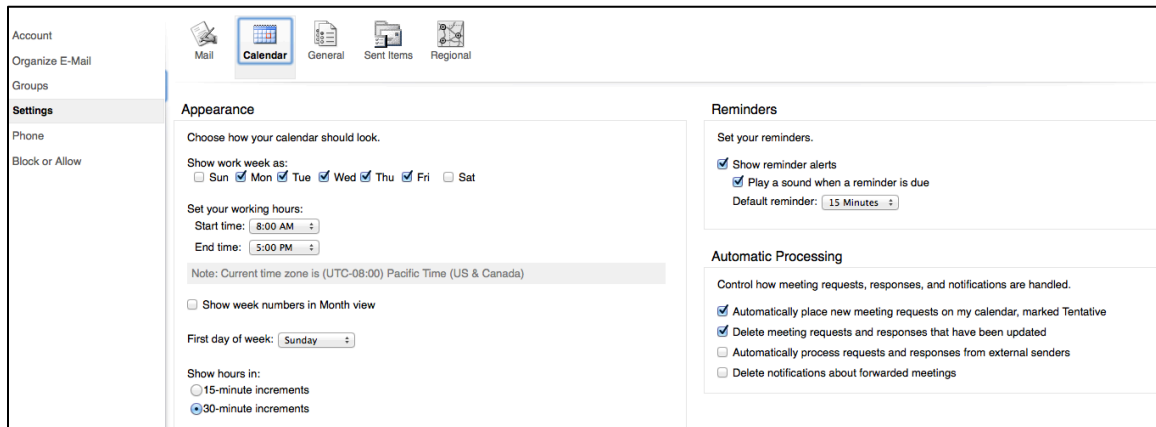 Account
Organize E-Mail
Groups
Settings
Phone
Block or Allow
Mail Calendar General Sent Items Regional
Appearance
Choose how your calendar should look.
Show work week as:
Sun Mon Tue Wed Thu Fri Sat
Set your working hours:
Start time: 8:00 AM
End time: 5:00 PM
Note: Current time zone is (UTC-08:00) Pacific Time (US & Canada)
Show week numbers in Month view
First day of week: Sunday
Show hours in:
15-minute increments
30-minute increments
Reminders
Set your reminders.
Show reminder alerts
Play a sound when a reminder is due
Default reminder: 15 Minutes
Automatic Processing
Control how meeting requests, responses, and notifications are handled.
Automatically place new meeting requests on my calendar, marked Tentative
Delete meeting requests and responses that have been updated
Automatically process requests and responses from external senders
Delete notifications about forwarded meetings